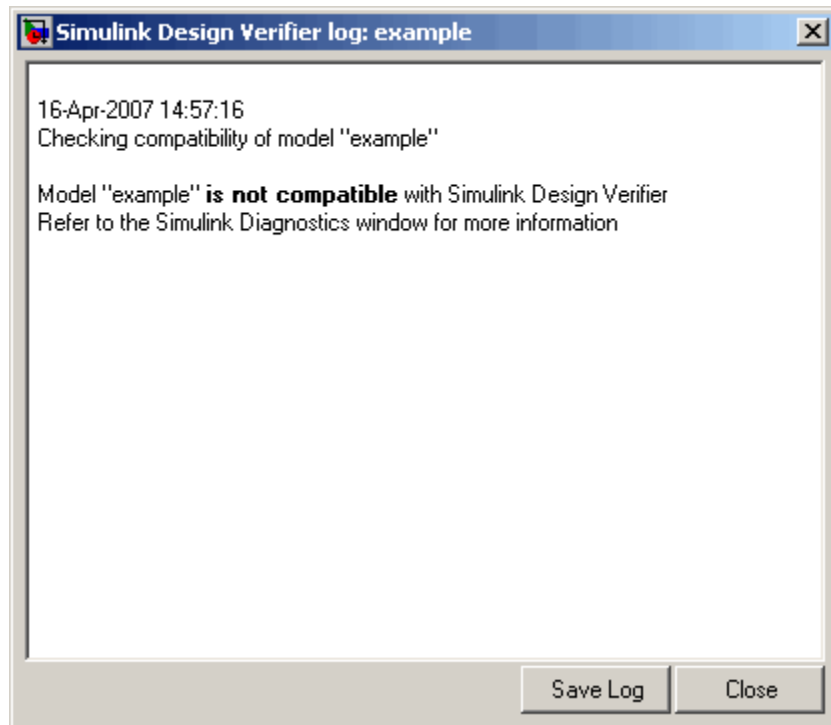 Simulink Design Verifier log: example
16-Apr-2007 14:57:16
Checking compatibility of model "example"
Model "example" is not compatible with Simulink Design Verifier
Refer to the Simulink Diagnostics window for more information
Save Log
Close